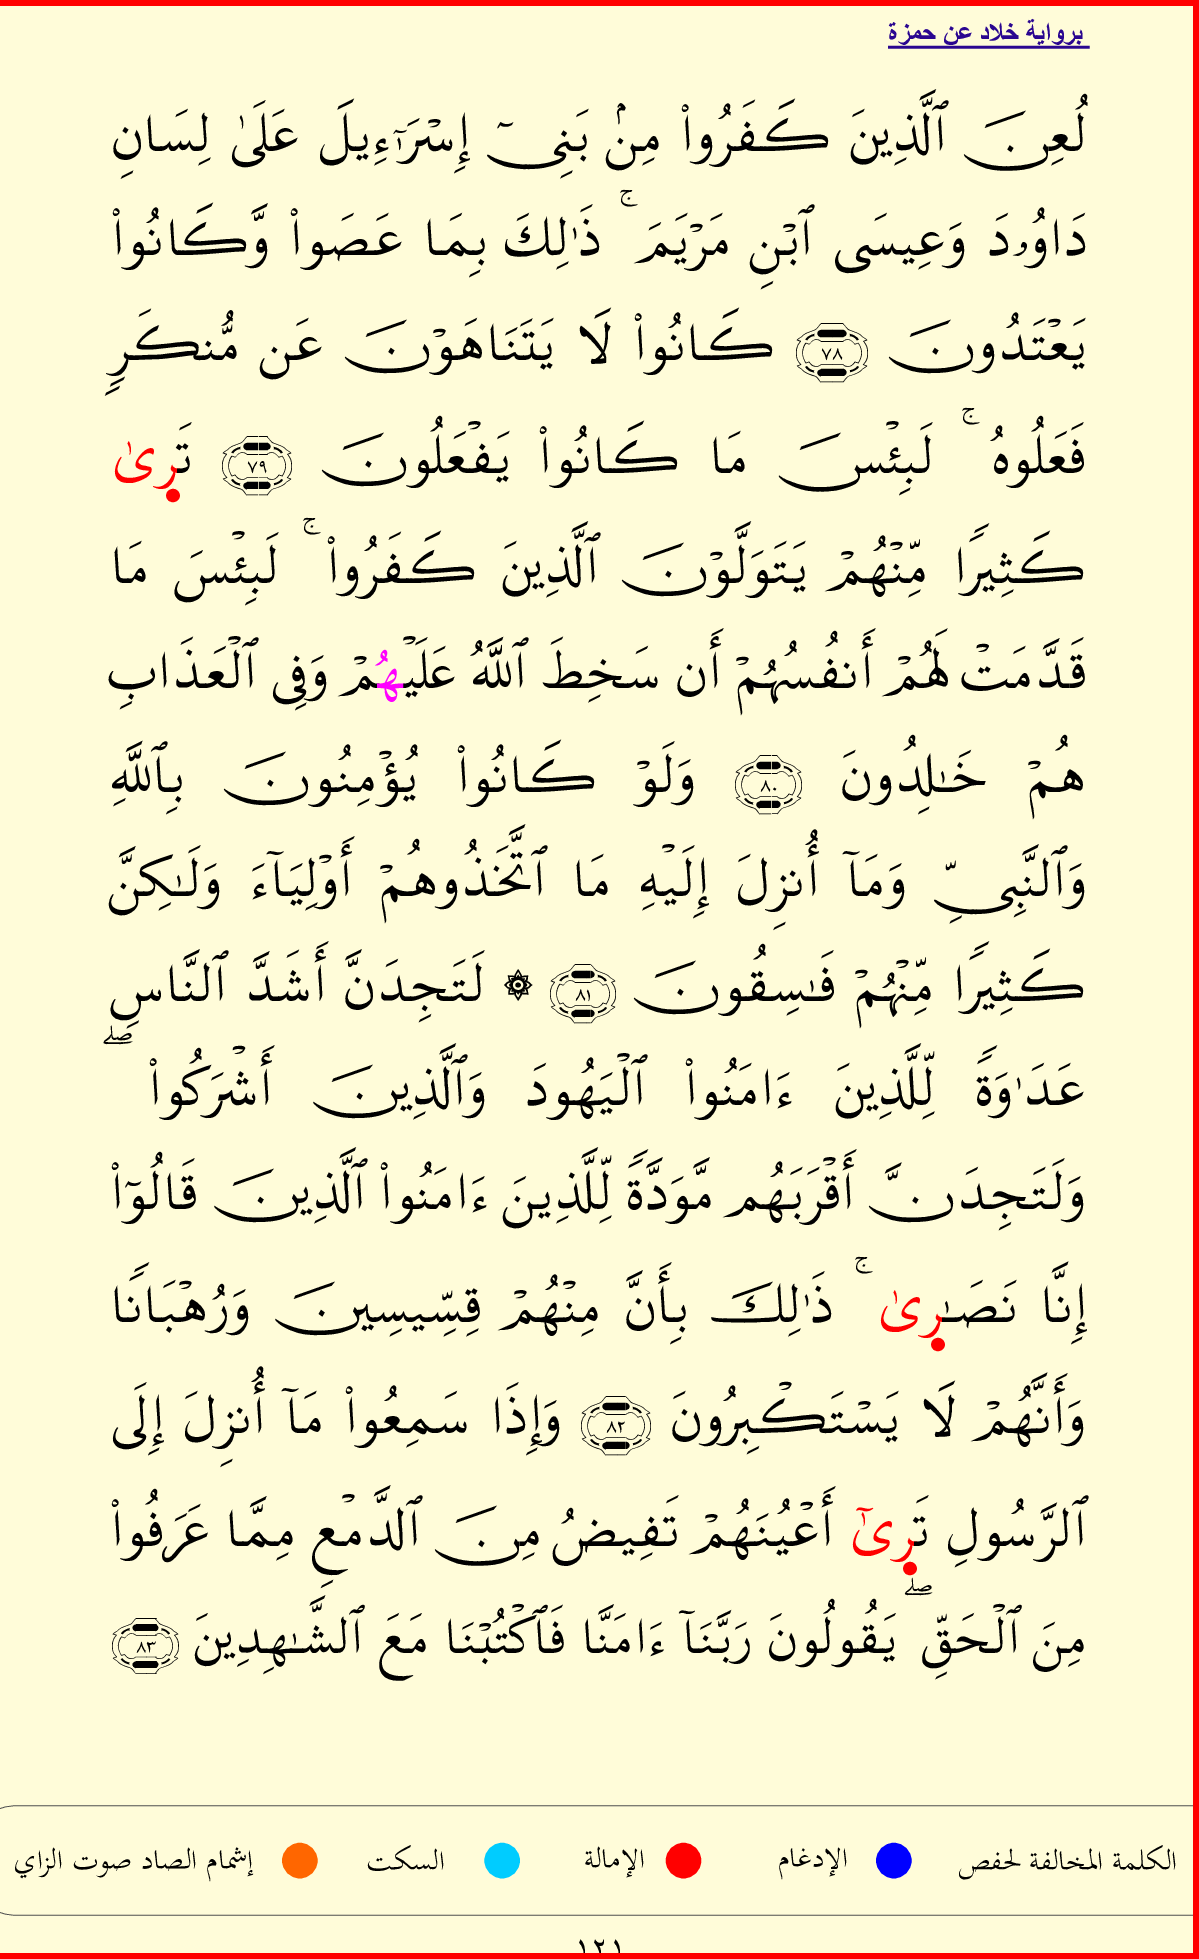 برواية خلاد عن حمزة
لُعِنَ ٱلَّذِينَ كَفَرُوا۟ مِنۢ بَنِىٓ إِسْرَٰٓءِيلَ عَلَىٰ لِسَانِ
دَاوُۥدَ وَعِيسَى ٱبْنِ مَرْيَمَ ۚ ذَٰلِكَ بِمَا عَصَوا۟ وَّكَانُوا۟
يَعْتَدُونَ ٧٨ كَانُوا۟ لَا يَتَنَاهَوْنَ عَن مُّنكَرٍ
فَعَلُوهُ ۚ لَبِئْسَ مَا كَانُوا۟ يَفْعَلُونَ ٧٩ تَرِىٰ
كَثِيرًا مِّنْهُمْ يَتَوَلَّوْنَ ٱلَّذِينَ كَفَرُوا۟ ۚ لَبِئْسَ مَا
قَدَّمَتْ لَهُمْ أَنفُسُهُمْ أَن سَخِطَ ٱللَّهُ عَلَيْهُمْ وَفِى ٱلْعَذَابِ
هُمْ خَـٰلِدُونَ ٨٠ وَلَوْ كَانُوا۟ يُؤْمِنُونَ بِٱللَّهِ
وَٱلنَّبِىِّ وَمَآ أُنزِلَ إِلَيْهِ مَا ٱتَّخَذُوهُمْ أَوْلِيَآءَ وَلَـٰكِنَّ
كَثِيرًا مِّنْهُمْ فَـٰسِقُونَ ٨١ ۞ لَتَجِدَنَّ أَشَدَّ ٱلنَّاسِ
عَدَٰوَةً لِّلَّذِينَ ءَامَنُوا۟ ٱلْيَهُودَ وَٱلَّذِينَ أَشْرَكُوا۟ ۖ
وَلَتَجِدَنَّ أَقْرَبَهُم مَّوَدَّةً لِّلَّذِينَ ءَامَنُوا۟ ٱلَّذِينَ قَالُوٓا۟
إِنَّا نَصَـٰرِىٰ ۚ ذَٰلِكَ بِأَنَّ مِنْهُمْ قِسِّيسِينَ وَرُهْبَانًا
وَأَنَّهُمْ لَا يَسْتَكْبِرُونَ ٨٢ وَإِذَا سَمِعُوا۟ مَآ أُنزِلَ إِلَى
ٱلرَّسُولِ تَرِىٰٓ أَعْيُنَهُمْ تَفِيضُ مِنَ ٱلدَّمْعِ مِمَّا عَرَفُوا۟
مِنَ ٱلْحَقِّ ۖ يَقُولُونَ رَبَّنَآ ءَامَنَّا فَٱكْتُبْنَا مَعَ ٱلشَّـٰهِدِينَ ٨٣
الكلمة المخالفة لحفص الإدغام الإمالة السكت إشمام الصاد صوت الزاي
١٢١